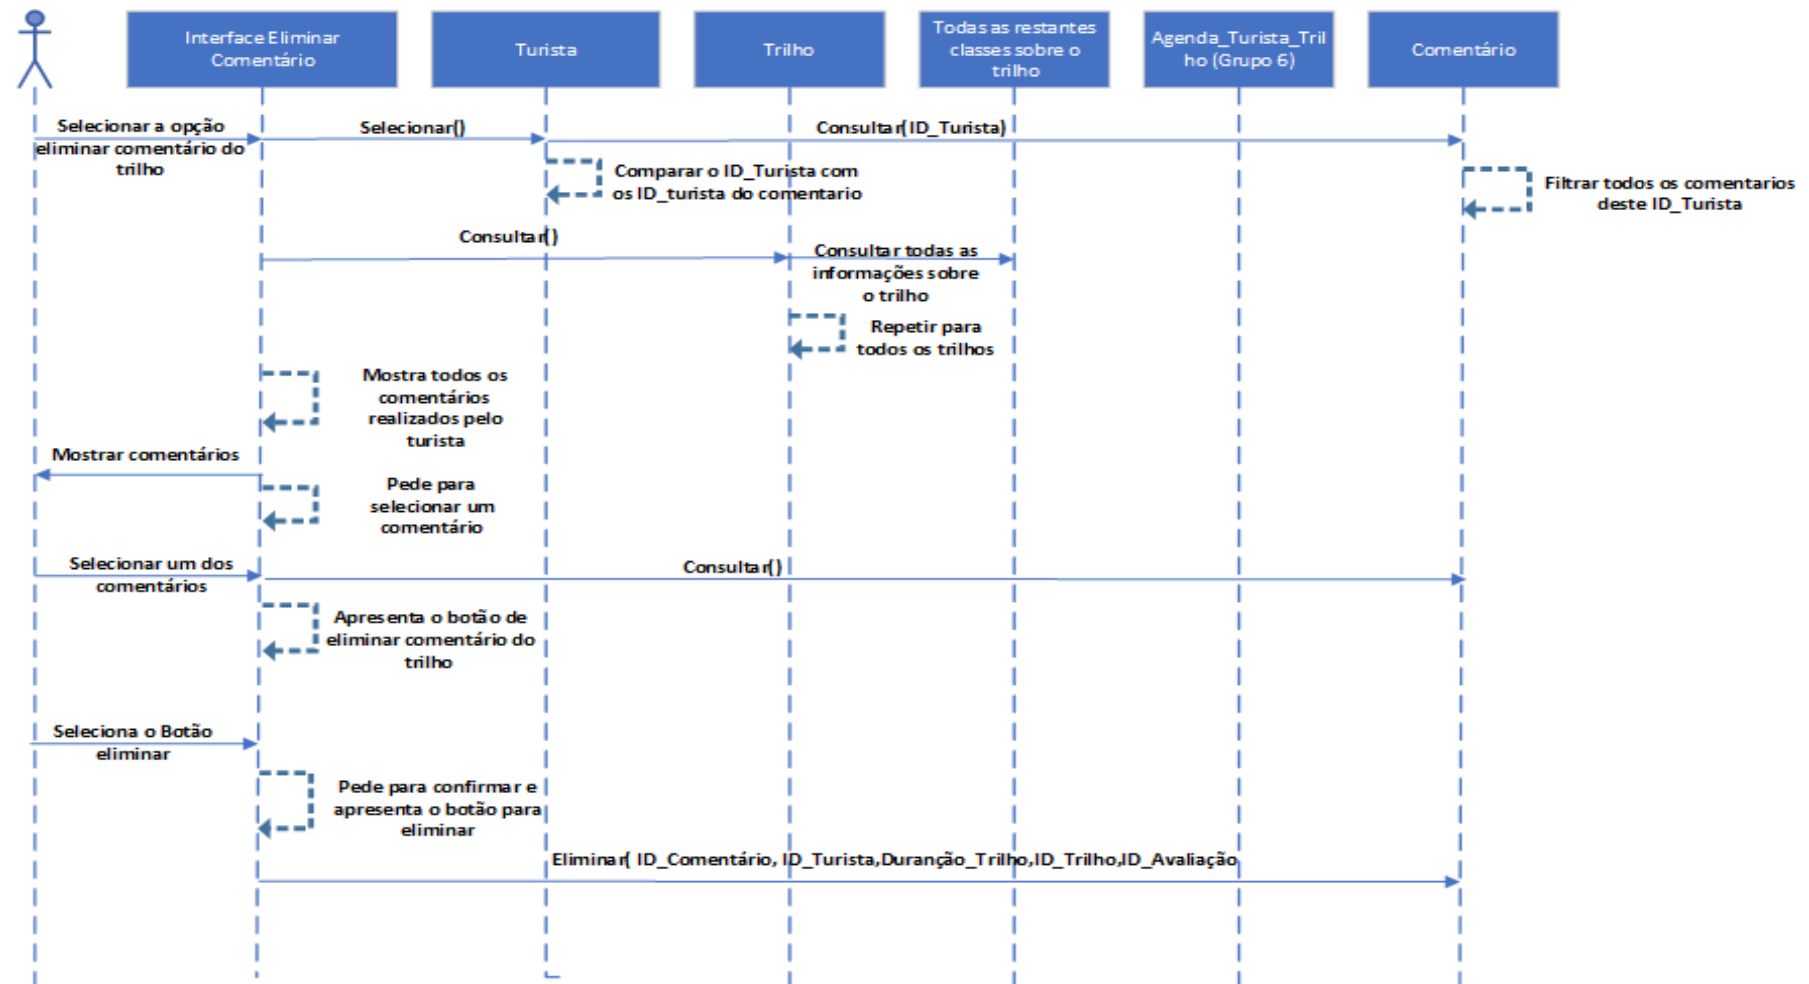 Interface Eliminar
Comentário
Turista
Trilho
Todas as restantes
classes sobre o
trilho
Agenda_Turista_Tril
ho (Grupo 6)
Comentário
Selecionar a opção
eliminar comentário do
trilho
Selecionar()
Consultar(ID_Turista)
Comparar o ID_Turista com
os ID_turista do comentario
Filtrar todos os comentarios
deste ID_Turista
Consultar()
Consultar todas as
informações sobre
o trilho
Repetir para
todos os trilhos
Mostra todos os
comentários
realizados pelo
turista
Mostrar comentários
Pede para
selecionar um
comentário
Selecionar um dos
comentários
Consultar()
Apresenta o botão de
eliminar comentário do
trilho
Seleciona o Botão
eliminar
Pede para confirmar e
apresenta o botão para
eliminar
Eliminar( ID_Comentário, ID_Turista,Duranção_Trilho,ID_Trilho,ID_Avaliação